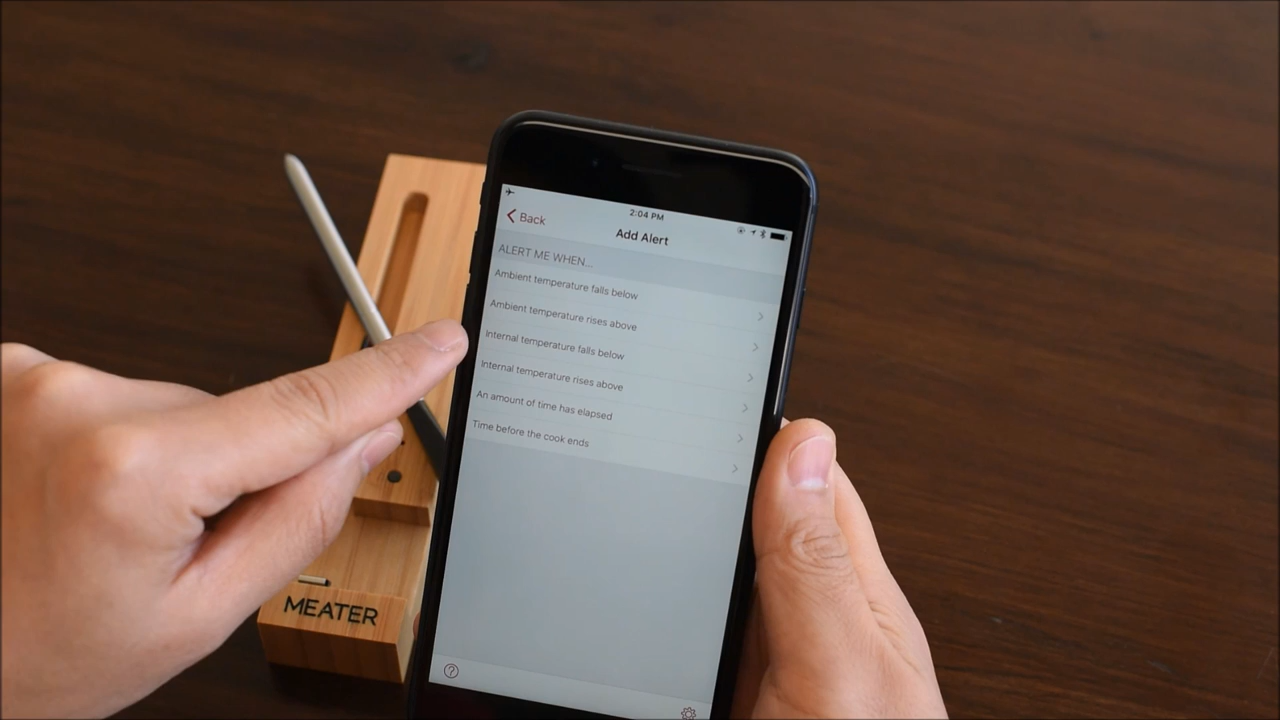 2:04 PM
Back
Add Alert
ALERT ME WHEN...
Ambient temperature falls below
Ambient temperature rises above
Internal temperature falls below
Internal temperature rises above
An amount of time has elapsed
Time before the cook ends
?
MEATER